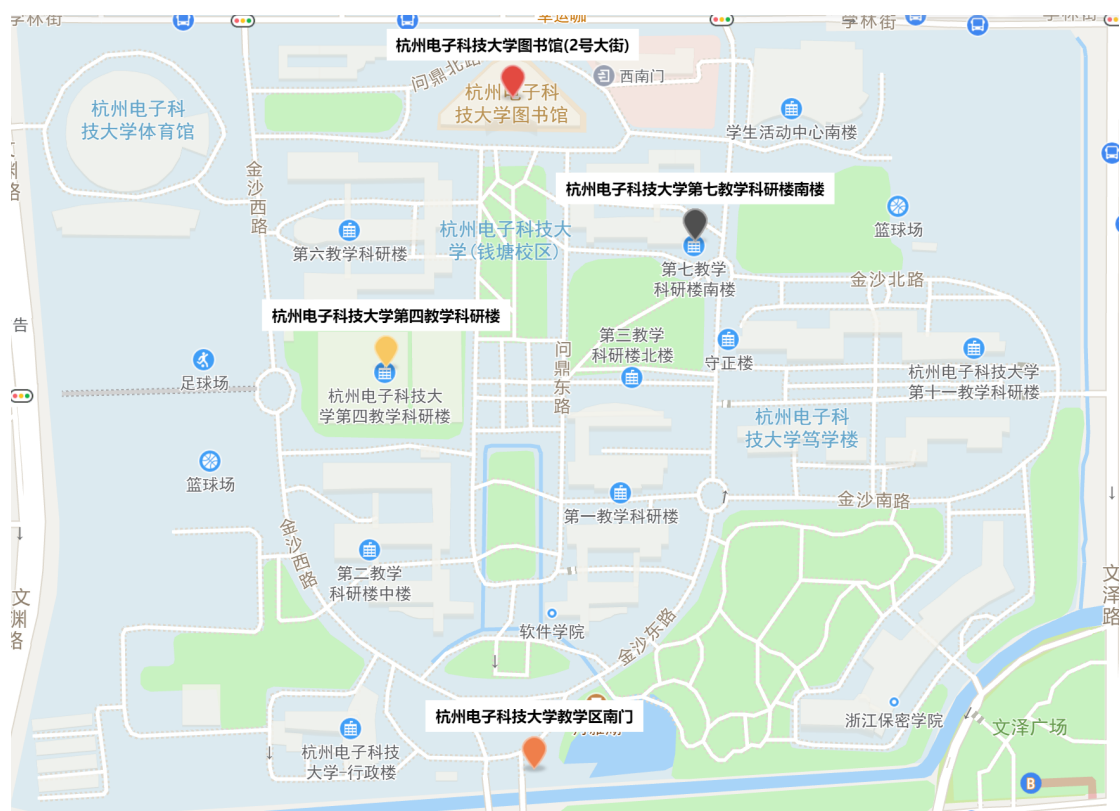 学林街
幸运咖
学林街
学林街
杭州电子科技大学图书馆(2号大街)
问鼎北路
西南门
杭州电子科
技大学图书馆
杭州电子科
技大学体育馆
学生活动中心南楼
文渊路
金沙西路
杭州电子科技大学第七教学科研楼南楼
篮球场
杭州电子科技大
学(钱塘校区)
第六教学科研楼
第七教学
科研楼南楼
金沙北路
告
杭州电子科技大学第四教学科研楼
第三教学
科研楼北楼
守正楼
问鼎东路
足球场
杭州电子科技大学
第十一教学科研楼
杭州电子科技大
学第四教学科研楼
杭州电子科
技大学笃学楼
篮球场
金沙南路
第一教学科研楼
金沙西路
第二教学
科研楼中楼
文渊路
文泽路
软件学院
金沙东路
杭州电子科技大学教学区南门
浙江保密学院
文泽广场
杭州电子科技
大学-行政楼
B